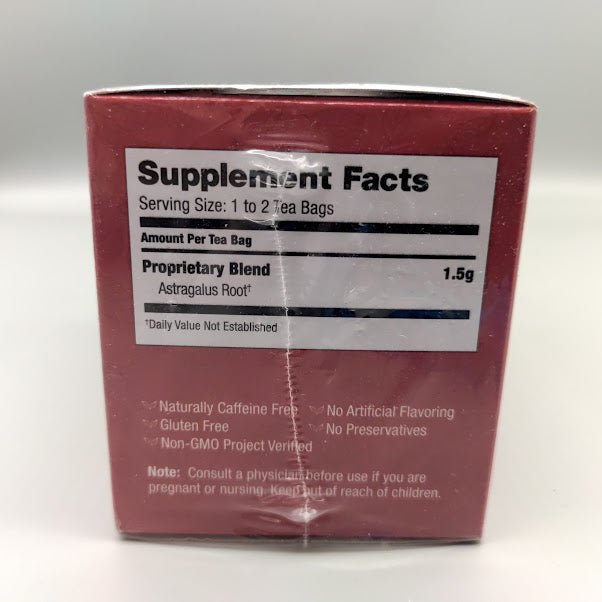 Supplement Facts
Serving Size: 1 to 2 Tea Bags
Amount Per Tea Bag
Proprietary Blend 1.5g
Astragalus Root†
†Daily Value Not Established
Naturally Caffeine Free No Artificial Flavoring
Gluten Free No Preservatives
Non-GMO Project Verified
Note: Consult a physician before use if you are
pregnant or nursing. Keep out of reach of children.